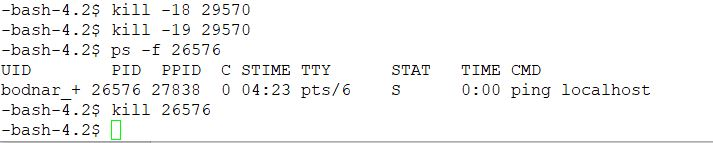 -bash-4.2$ kill -18 29570
-bash-4.2$ kill -19 29570
-bash-4.2$ ps -f 26576
UID        PID  PPID  C STIME TTY      STAT   TIME CMD
bodnar_+ 26576 27838  0 04:23 pts/6    S      0:00 ping localhost
-bash-4.2$ kill 26576
-bash-4.2$